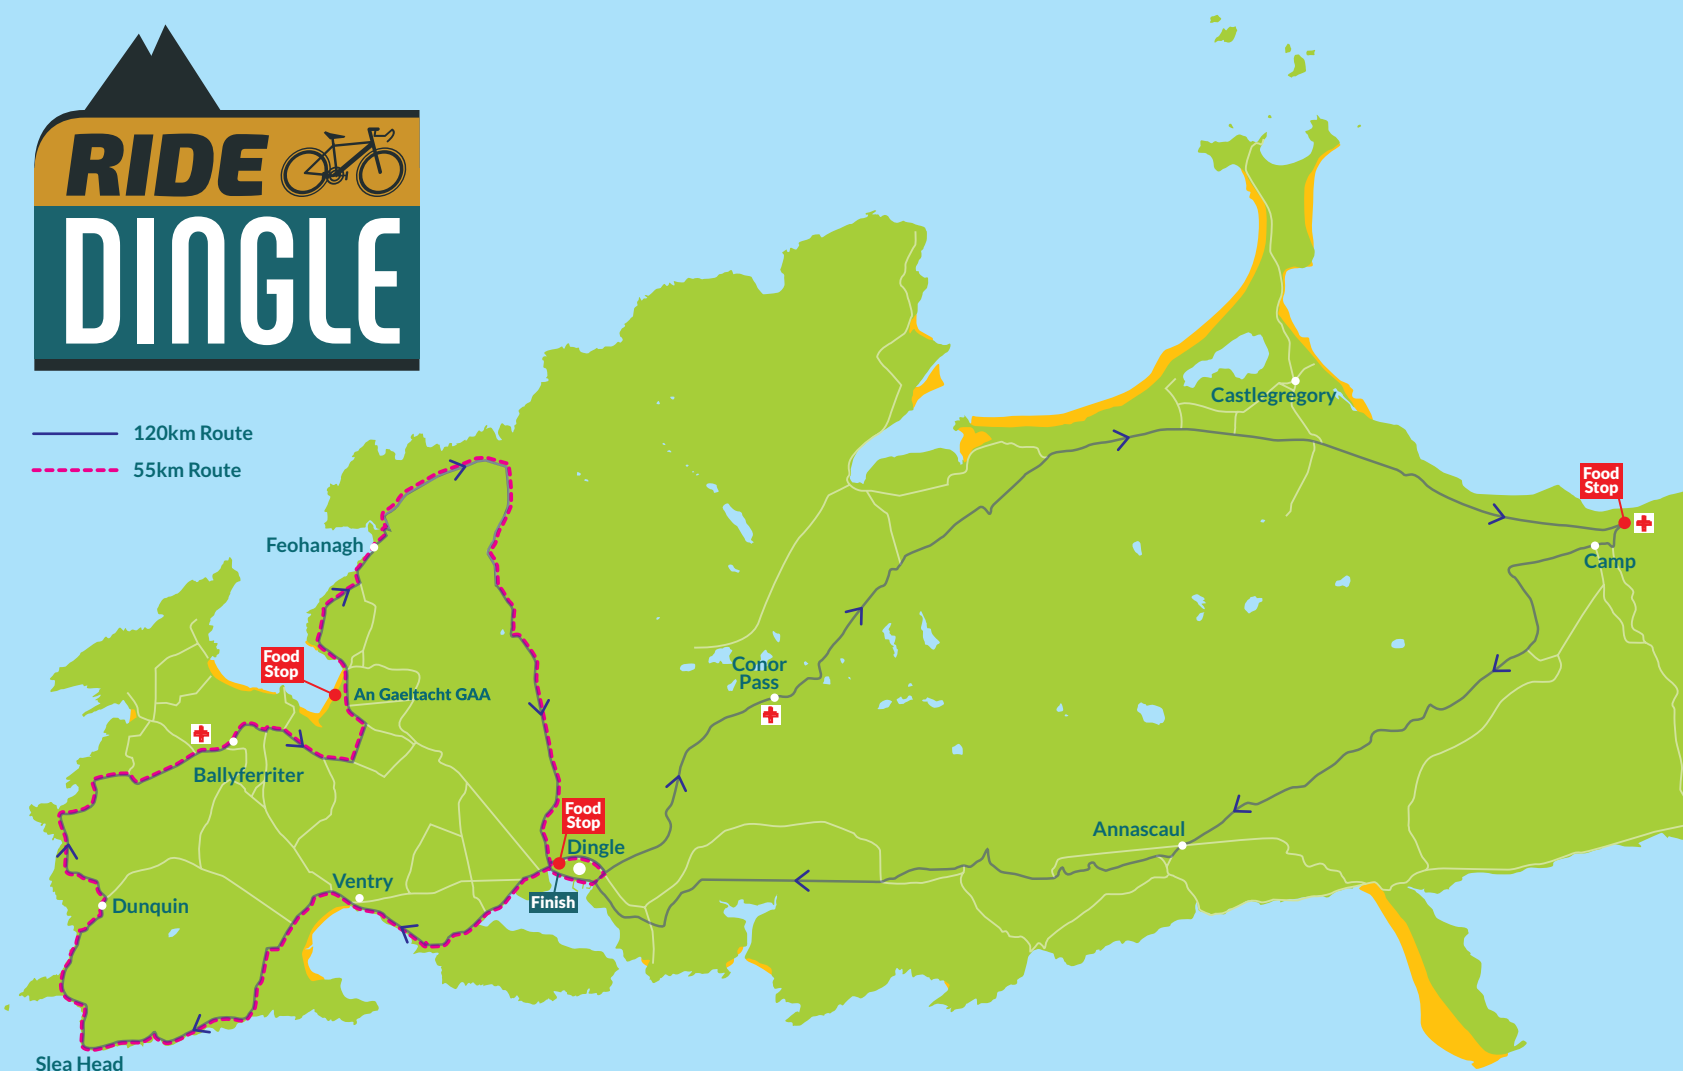 RIDE
DINGLE
120km Route
55km Route
Castlegregory
Food
Stop
Camp
Feohanagh
Food
Stop
An Gaeltacht GAA
Conor
Pass
Ballyferriter
Food
Stop
Dingle
Annascaul
Ventry
Finish
Dunquin
Slea Head